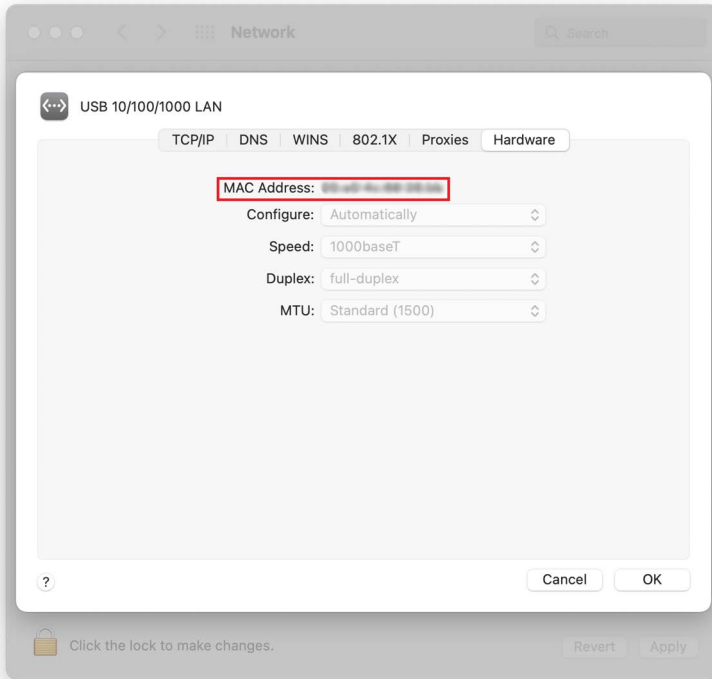 Network
Search
USB 10/100/1000 LAN
TCP/IP DNS WINS 802.1X Proxies Hardware
MAC Address:
Configure: Automatically
Speed: 1000baseT
Duplex: full-duplex
MTU: Standard (1500)
?
Cancel OK
Click the lock to make changes.
Revert Apply